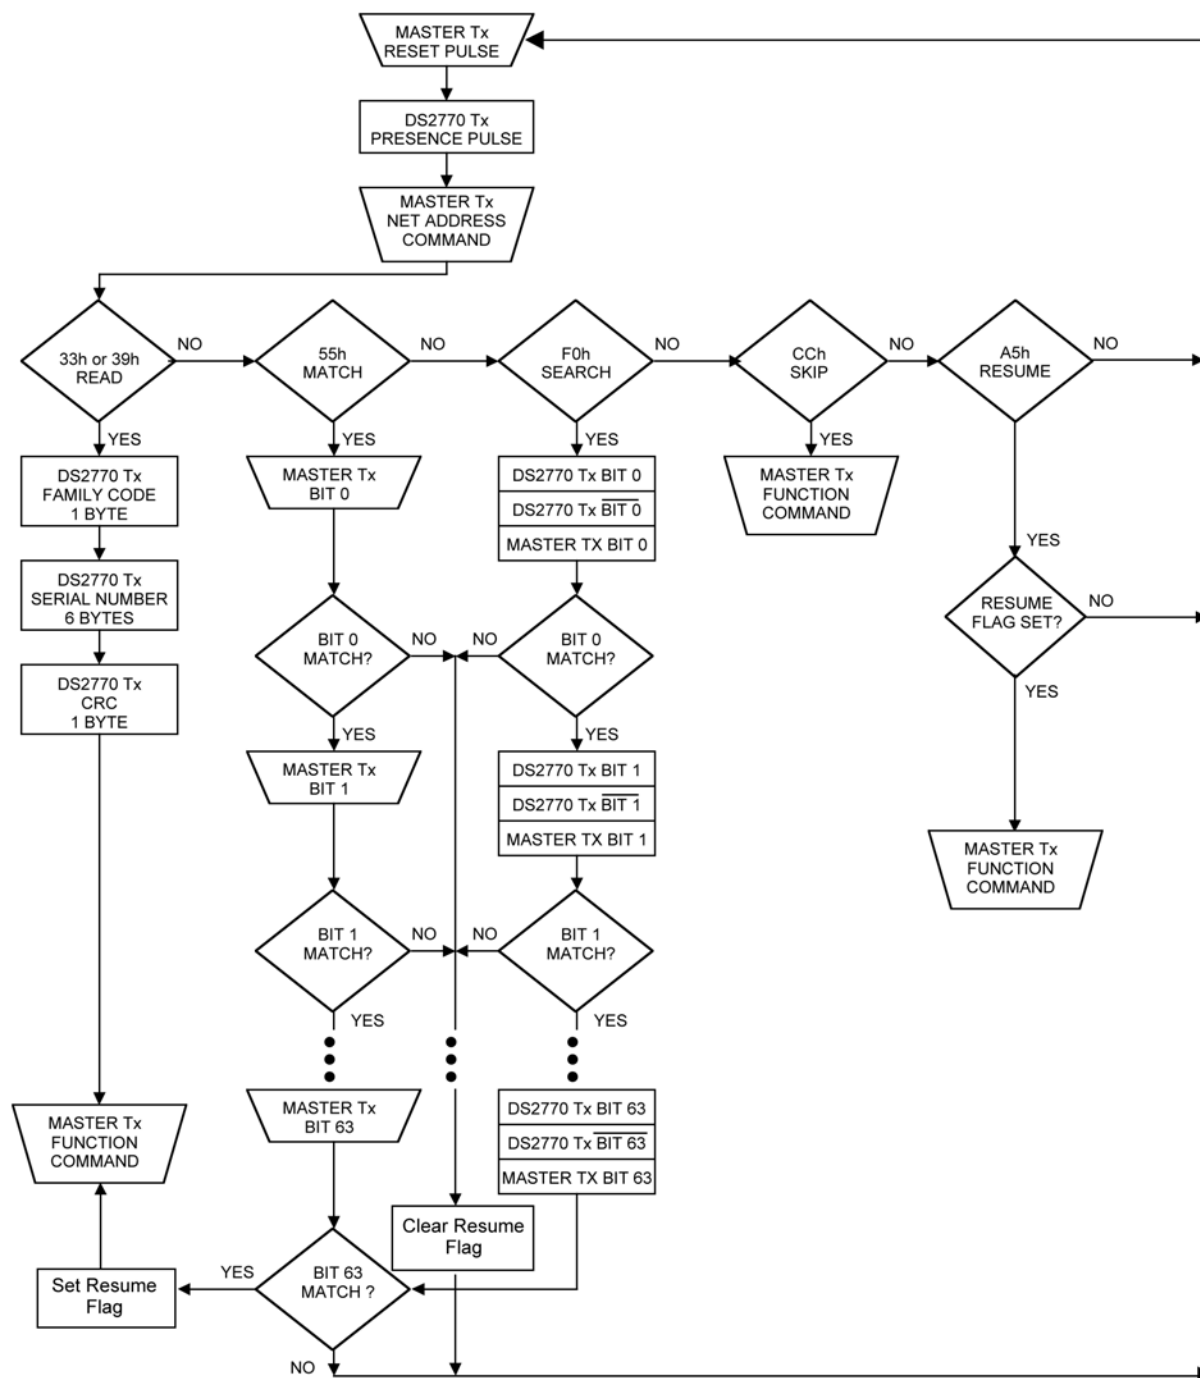 MASTER Tx
RESET PULSE
DS2770 Tx
PRESENCE PULSE
MASTER Tx
NET ADDRESS
COMMAND
33h or 39h
READ
NO
55h
MATCH
NO
F0h
SEARCH
NO
CCh
SKIP
NO
A5h
RESUME
NO
YES
YES
YES
YES
YES
DS2770 Tx
FAMILY CODE
1 BYTE
DS2770 Tx
SERIAL NUMBER
6 BYTES
DS2770 Tx
CRC
1 BYTE
MASTER Tx
BIT 0
BIT 0
MATCH?
NO
YES
MASTER Tx
BIT 1
BIT 1
MATCH?
NO
YES
MASTER Tx
BIT 63
BIT 63
MATCH ?
YES
NO
DS2770 Tx BIT 0
DS2770 Tx BIT 0
MASTER TX BIT 0
BIT 0
MATCH?
NO
YES
DS2770 Tx BIT 1
DS2770 Tx BIT 1
MASTER TX BIT 1
BIT 1
MATCH?
NO
YES
DS2770 Tx BIT 63
DS2770 Tx BIT 63
MASTER TX BIT 63
MASTER Tx
FUNCTION
COMMAND
RESUME
FLAG SET?
NO
YES
MASTER Tx
FUNCTION
COMMAND
MASTER Tx
FUNCTION
COMMAND
Set Resume
Flag
Clear Resume
Flag